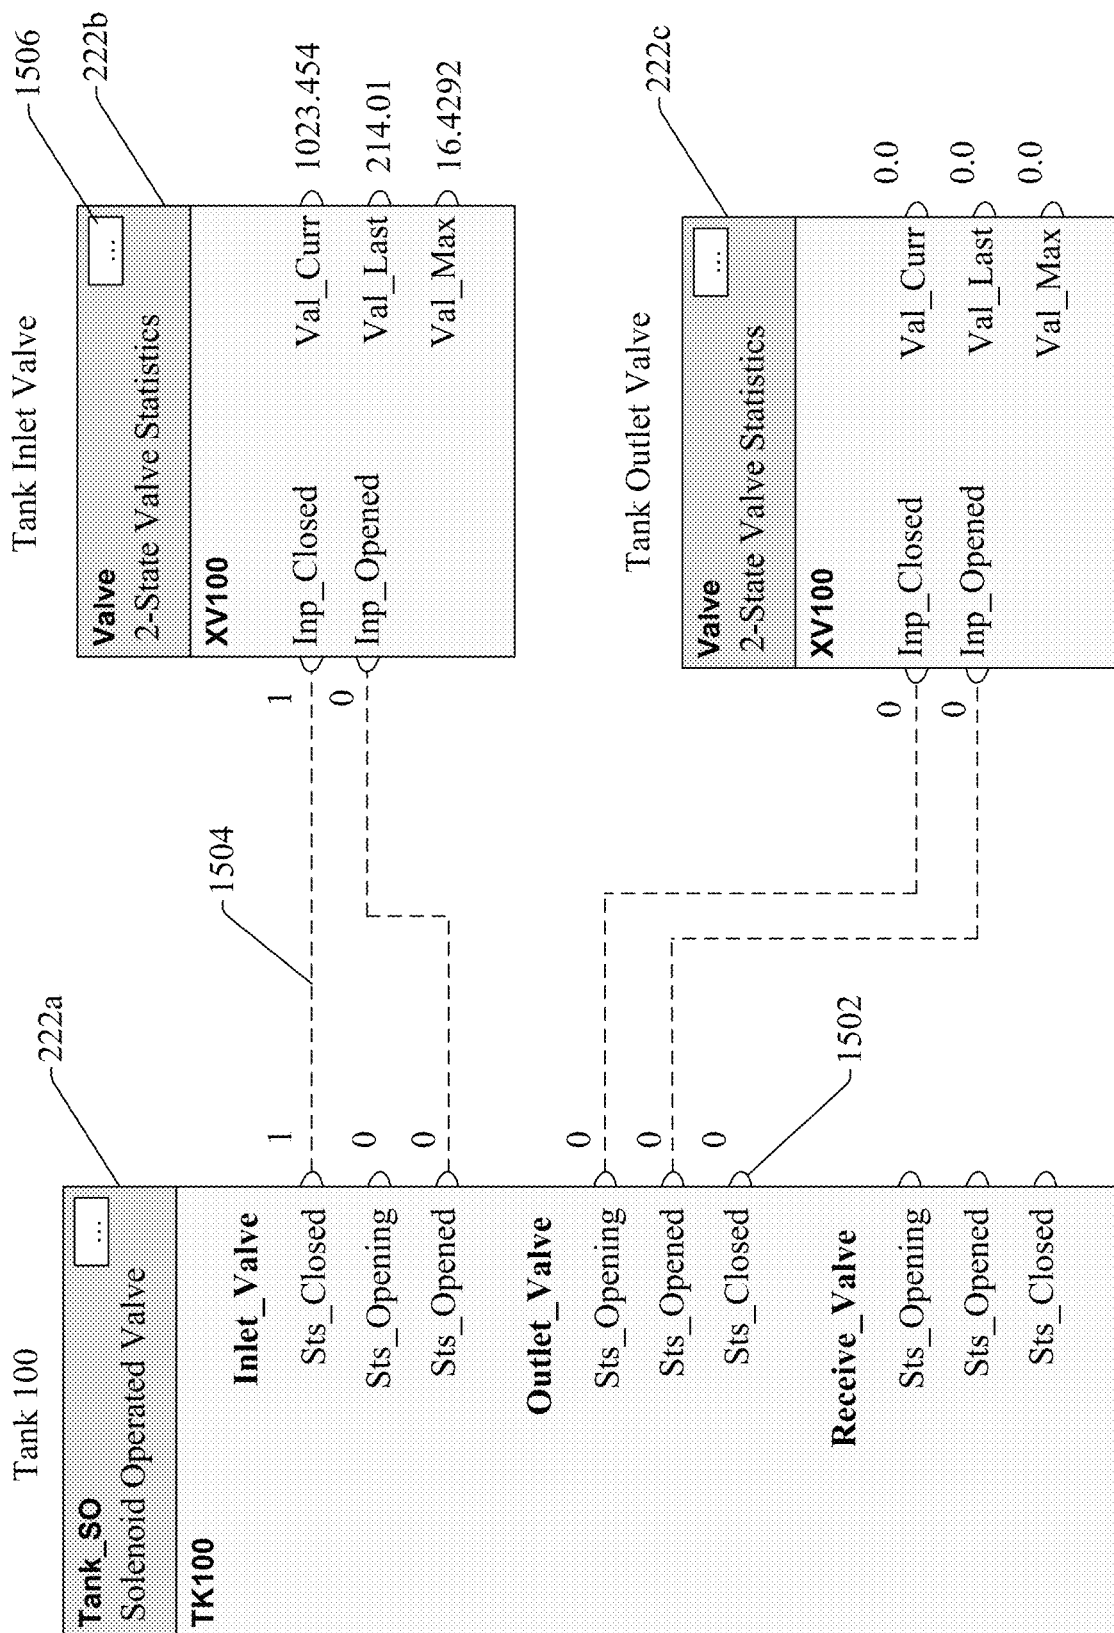 Tank 100
222a
Tank_SO
...
Solenoid Operated Valve
TK100
Inlet_Valve
Sts_Closed
1
Sts_Opening
0
Sts_Opened
0
Outlet_Valve
Sts_Opening
0
Sts_Opened
0
Sts_Closed
0
1502
Receive_Valve
Sts_Opening
Sts_Opened
Sts_Closed
1504
Tank Inlet Valve
1506
222b
Valve
...
2-State Valve Statistics
XV100
1
Inp_Closed
Val_Curr
1023.454
0
Inp_Opened
Val_Last
214.01
Val_Max
16.4292
Tank Outlet Valve
222c
Valve
...
2-State Valve Statistics
XV100
0
Inp_Closed
Val_Curr
0.0
0
Inp_Opened
Val_Last
0.0
Val_Max
0.0